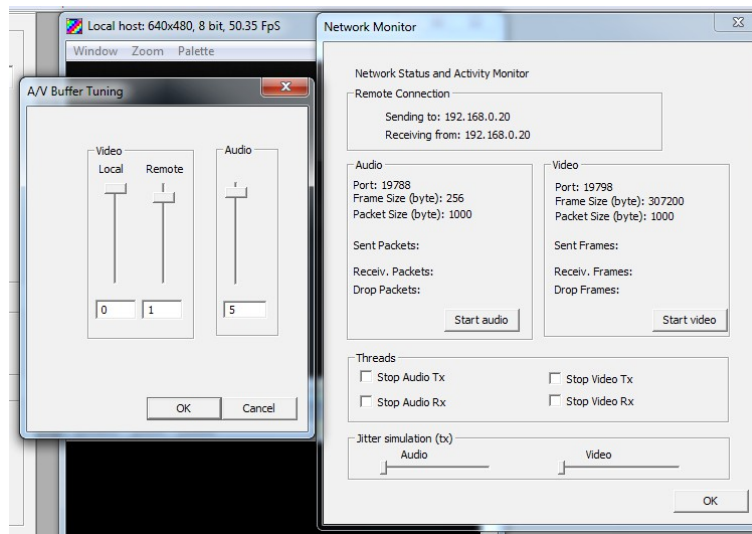 Local host: 640x480, 8 bit, 50.35 FpS
Window Zoom Palette
A/V Buffer Tuning
Video
Local Remote
0 1
Audio
5
OK Cancel
Network Monitor
Network Status and Activity Monitor
Remote Connection
Sending to: 192.168.0.20
Receiving from: 192.168.0.20
Audio
Port: 19788
Frame Size (byte): 256
Packet Size (byte): 1000
Sent Packets:
Receiv. Packets:
Drop Packets:
Start audio
Video
Port: 19798
Frame Size (byte): 307200
Packet Size (byte): 1000
Sent Frames:
Receiv. Frames:
Drop Frames:
Start video
Threads
Stop Audio Tx Stop Video Tx
Stop Audio Rx Stop Video Rx
Jitter simulation (tx)
Audio Video
OK